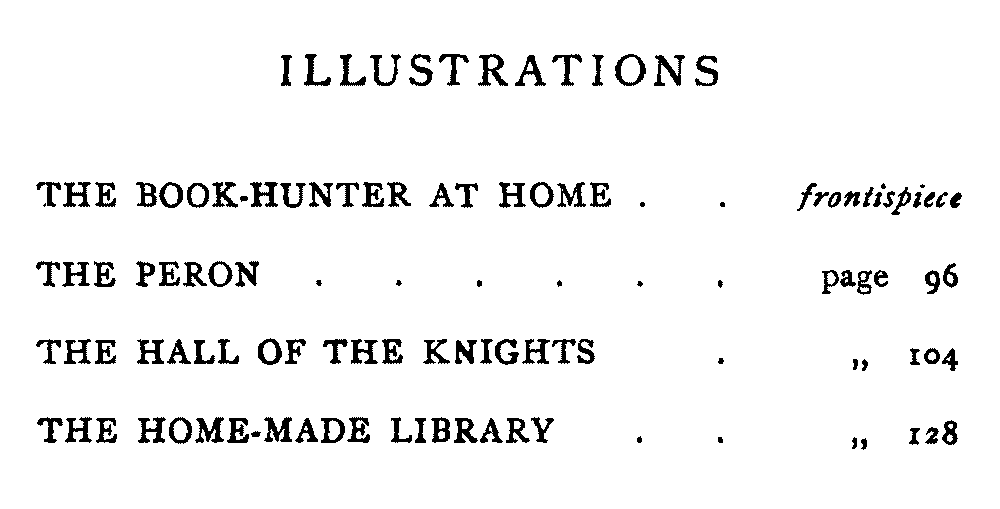 ILLUSTRATIONS
THE BOOK-HUNTER AT HOME . . frontispiece
THE PERON . . . . . . page 96
THE HALL OF THE KNIGHTS . „ 104
THE HOME-MADE LIBRARY . . „ 128